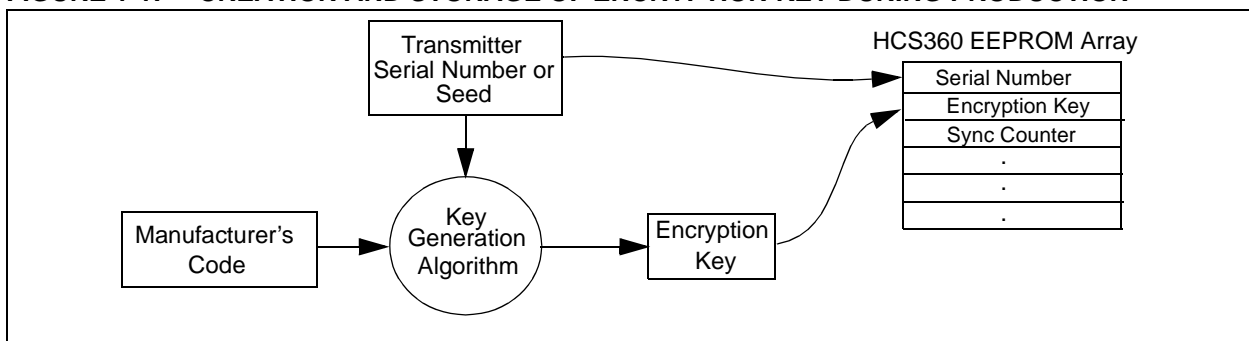 Transmitter
Serial Number or
Seed
HCS360 EEPROM Array
Serial Number
Encryption Key
Sync Counter
.
.
.
Key
Generation
Algorithm
Manufacturer's
Code
Encryption
Key